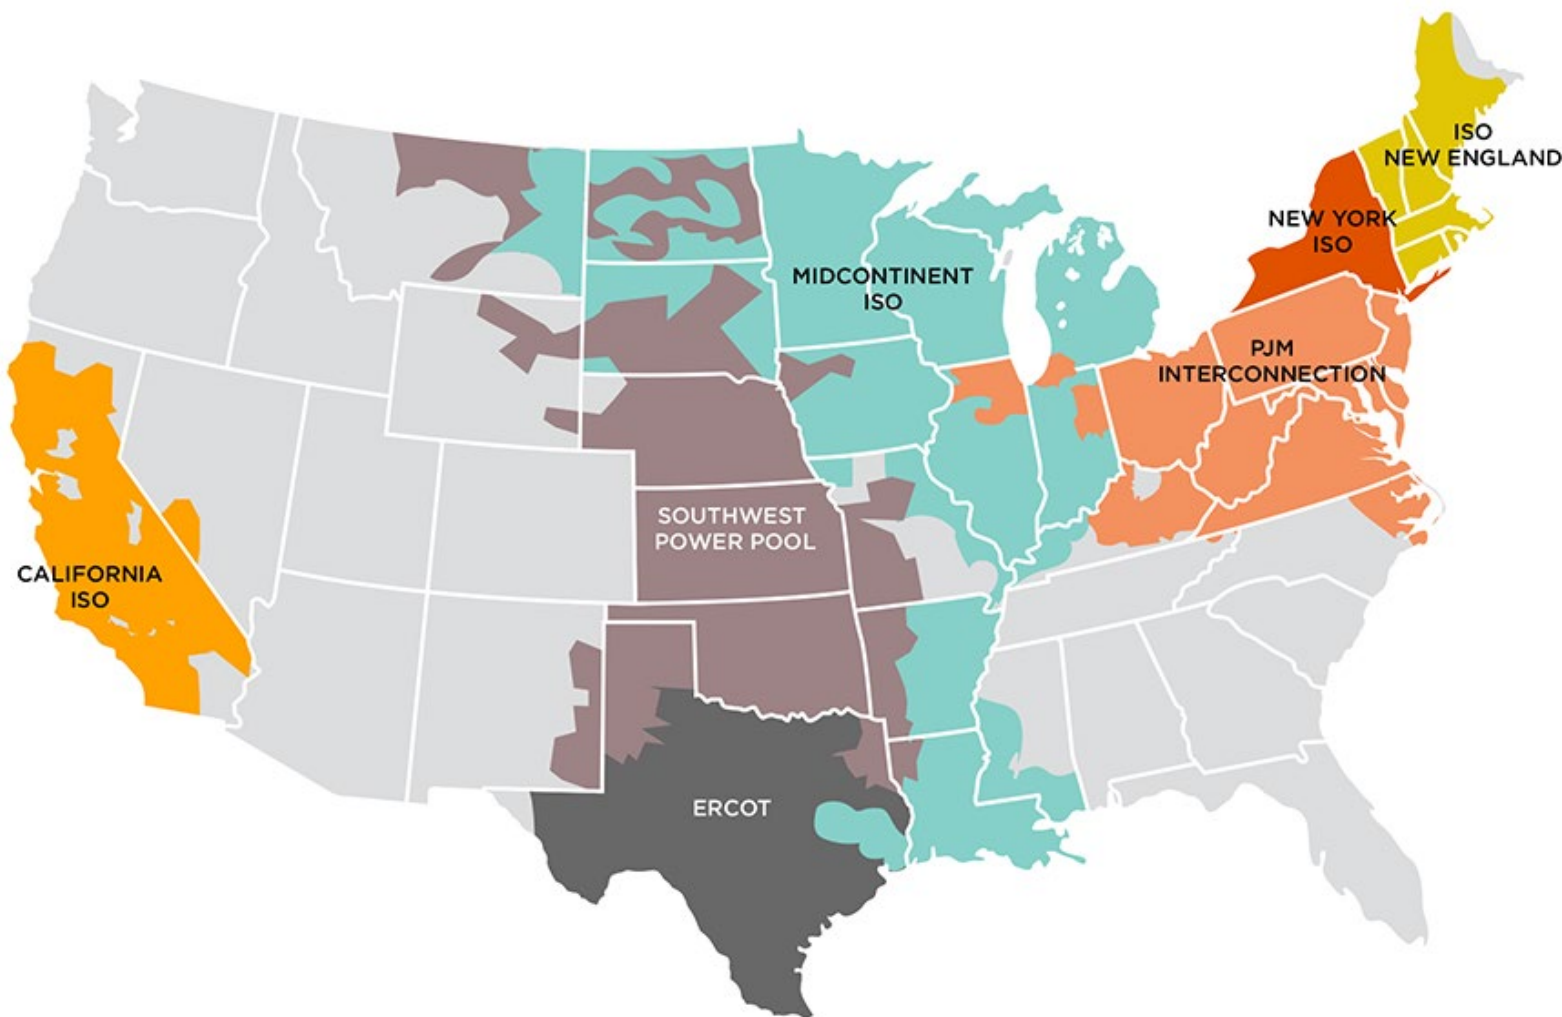 ISO
NEW ENGLAND
NEW YORK
ISO
MIDCONTINENT
ISO
PJM
INTERCONNECTION
SOUTHWEST
POWER POOL
CALIFORNIA
ISO
ERCOT